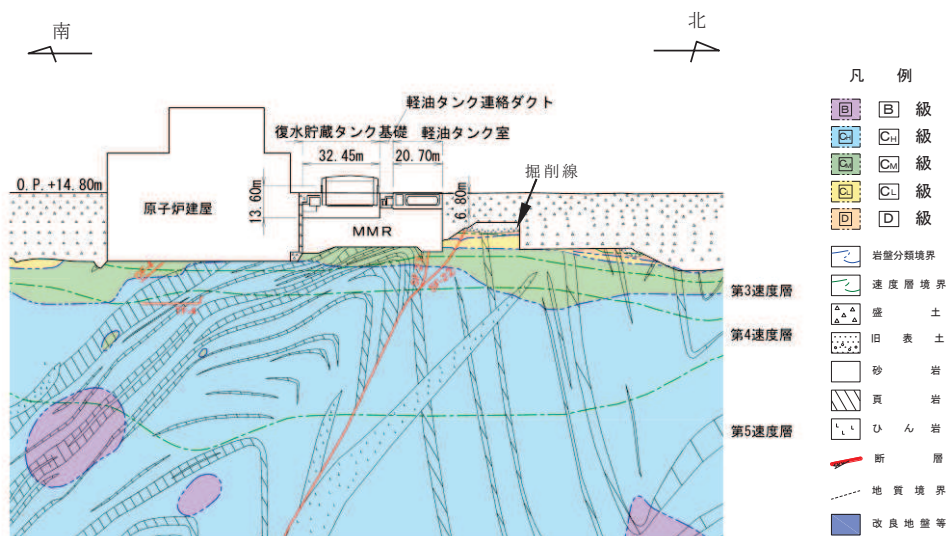 南
北
軽油タンク連絡ダクト
復水貯蔵タンク基礎
軽油タンク室
32.45m
20.70m
掘削線
O.P.+14.80m
13.60m
6.80m
原子炉建屋
MMR
第3速度層
第4速度層
第5速度層
凡 例
B B 級
CH CH 級
CM CM 級
CL CL 級
D D 級
岩盤分類境界
速度層境界
盛土
旧表土
砂岩
頁岩
ひん岩
断層
地質境界
改良地盤等